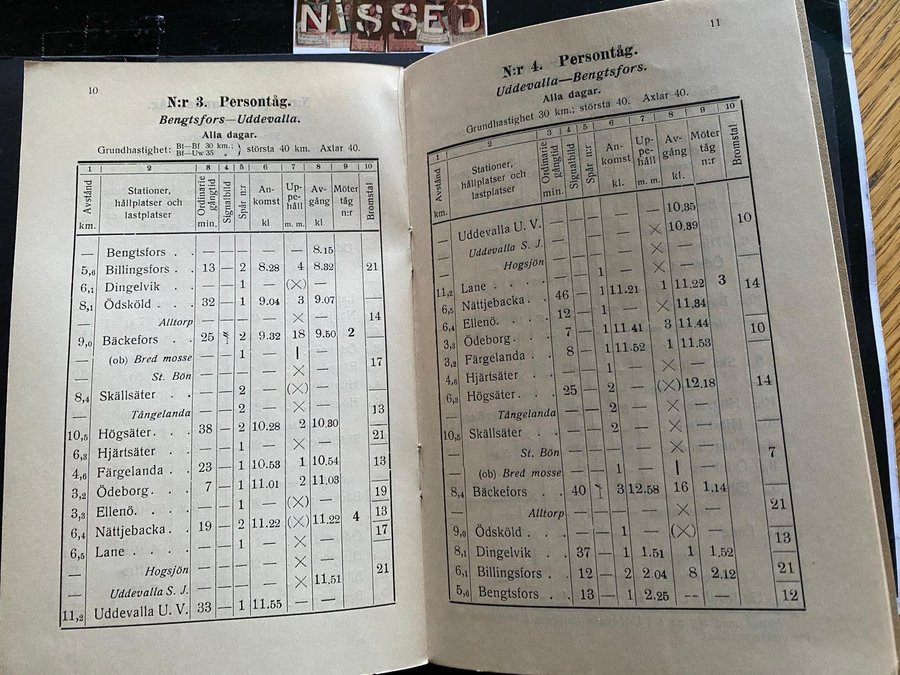 NiSSED
10
N:r 3. Persontåg.
Bengtsfors—Uddevalla.
Alla dagar.
Grundhastighet: Bt—Bf 30 km.; Bf—Uw 35 „ } största 40 km. Axlar 40.
1 2 3 4 5 6 7 8 9 10
Avstånd km. Stationer, hållplatser och lastplatser Ordinarie gångtid min. Signalbild Spår n:r Ankomst kl Uppehåll m. m. Avgång kl. Möter tåg n:r Bromstal
— Bengtsfors . . — — — — — 8.15 —
5,6 Billingsfors . 13 — 2 8.28 4 8.32 — 21
6,1 Dingelvik . . — — 1 — (×) — —
8,1 Ödsköld . . 32 — 1 9.04 3 9.07 —
— Alltorp — — — — × — — 14
9,0 Bäckefors . . 25 2 9.32 18 9.50 2
— (ob) Bred mosse — — 1 — | — —
— St. Bön — — — — × — — 17
8,4 Skällsäter . . — — 2 — (×) — —
— Tångelanda — — 2 — × — — 13
10,5 Högsäter . . 38 — 2 10.28 2 10.30 —
6,3 Hjärtsäter . . — — 1 — × — — 21
4,6 Färgelanda . 23 — 1 10.53 1 10.54 — 13
3,2 Ödeborg . . 7 — 1 11.01 2 11.03 —
3,3 Ellenö . . . — — 1 — (×) — — 19
6,4 Nättjebacka . 19 — 2 11.22 (×) 11.22 4 13
6,5 Lane . . . . — — 1 — × — — 17
— Hogsjön — — — — × — —
— Uddevalla S. J. — — — — × 11,51 — 21
11,2 Uddevalla U. V. 33 — 1 11.55 — — —
11
N:r 4. Persontåg.
Uddevalla—Bengtsfors.
Alla dagar.
Grundhastighet 30 km.; största 40. Axlar 40.
1 2 3 4 5 6 7 8 9 10
Avstånd km. Stationer, hållplatser och lastplatser Ordinarie gångtid min. Signalbild Spår n:r Ankomst kl. Uppehåll m. m. Avgång kl. Möter tåg n:r Bromstal
— Uddevalla U. V. — — — — — 10.35 —
— Uddevalla S. J. — — — — × 10.39 — 10
— Hogsjön — — — — × — —
11,2 Lane . . . . — — 1 — × — —
6,5 Nättjebacka . 46 — 1 11.21 1 11.22 3
6,4 Ellenö . . . 12 — 1 — × 11.34 — 14
3,3 Ödeborg . . 7 — 1 11.41 3 11.44 —
3,2 Färgelanda . 8 — 1 11.52 1 11.53 — 10
4,6 Hjärtsäter . . — — 1 — × — —
6,3 Högsäter . . 25 — 2 — (×) 12.18 —
— Tångelanda — — 2 — × — — 14
10,5 Skällsäter . . — — 2 — × — —
— St. Bön — — — — × — —
— (ob) Bred mosse — — 1 — | — — 7
8,4 Bäckefors . . 40 3 12.58 16 1.14 —
— Alltorp — — — — × — — 21
9,0 Ödsköld . . — — 1 — (×) — — 13
8,1 Dingelvik . . 37 — 1 1.51 1 1.52 —
6,1 Billingsfors . . 12 — 2 2.04 8 2.12 — 21
5,6 Bengtsfors . . 13 — 1 2.25 -- — — 12